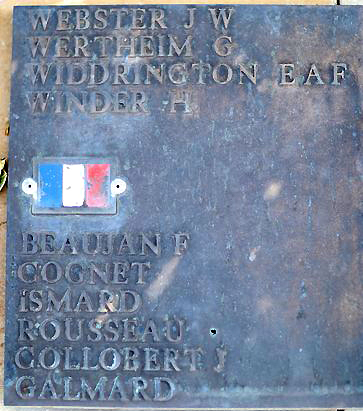 WEBSTER J W
WERTHEIM G
WIDDRINGTON E A F
WINDER H
BEAUJAN F
COGNET
ISMARD
ROUSSEAU
COLLOBERT J
GALMARD